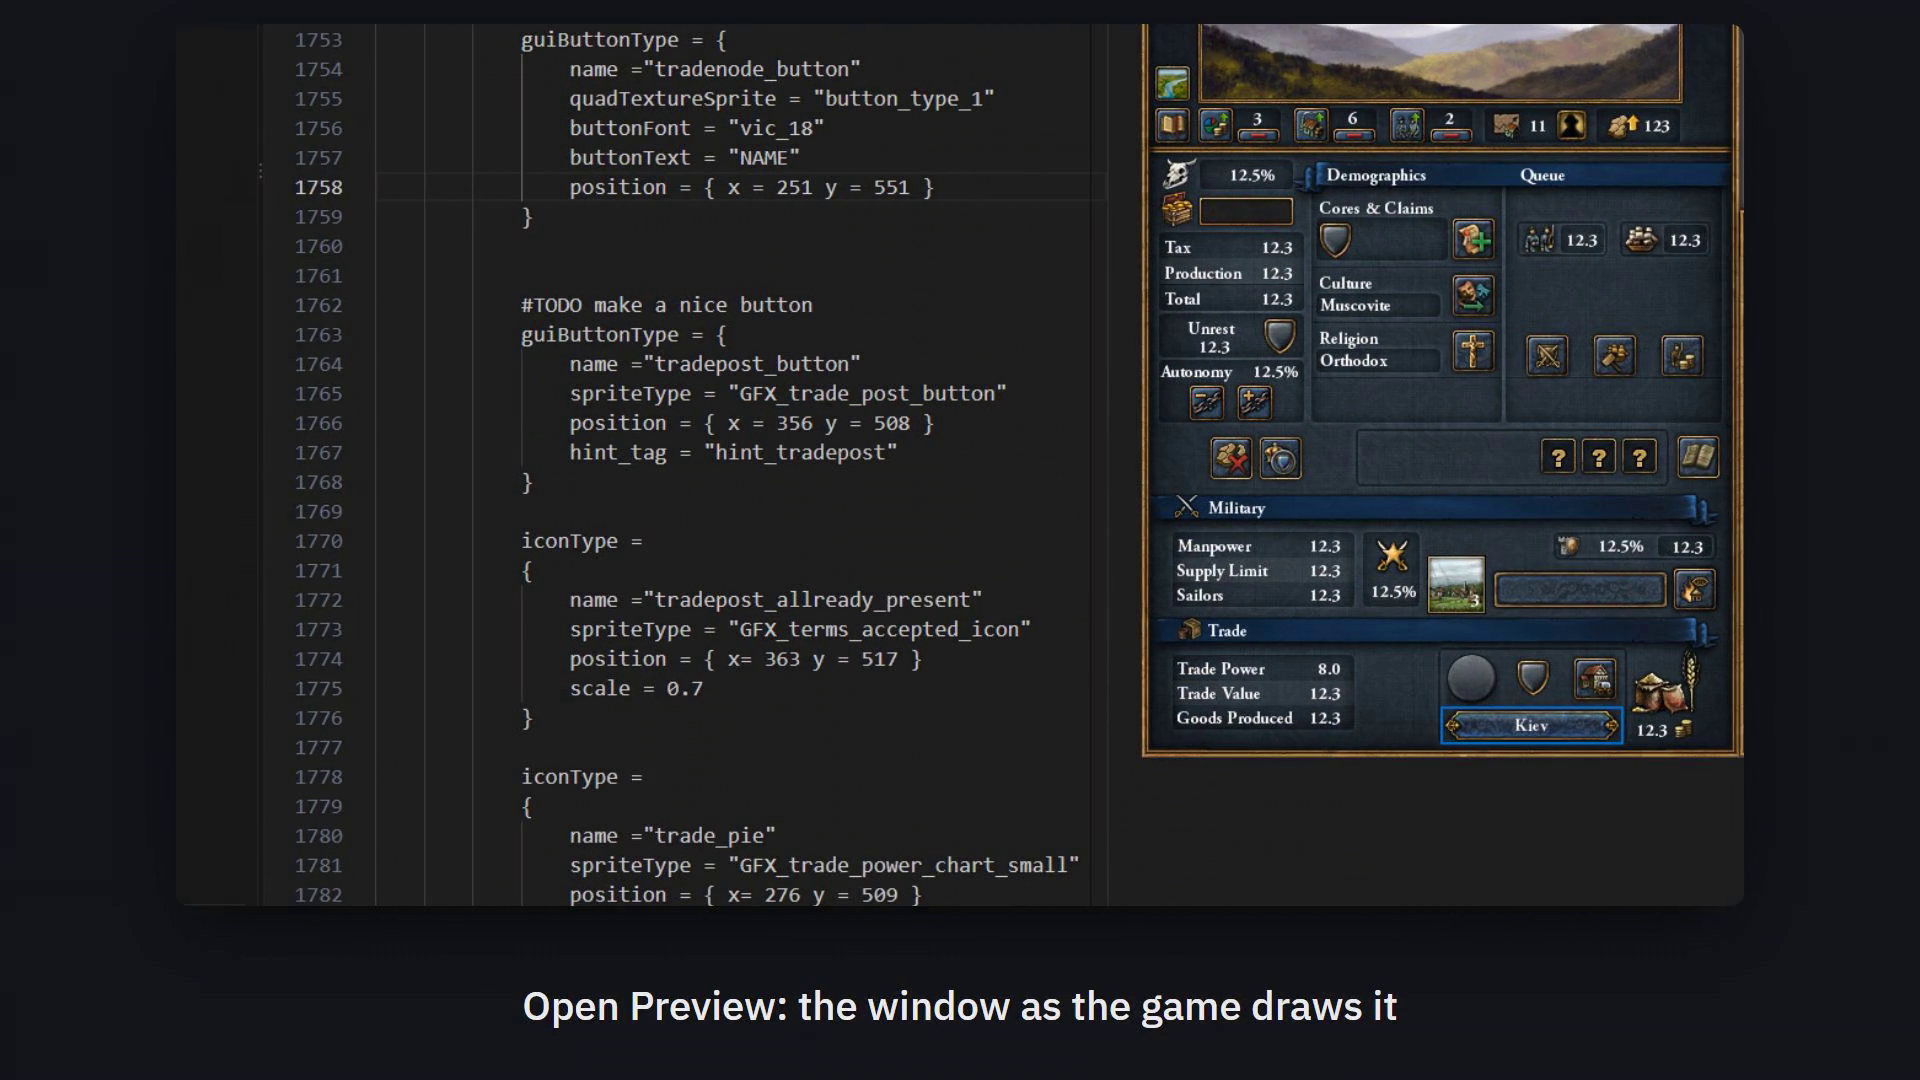 1753 guiButtonType = {
1754 name ="tradenode_button"
1755 quadTextureSprite = "button_type_1"
1756 buttonFont = "vic_18"
1757 buttonText = "NAME"
1758 position = { x = 251 y = 551 }
1759 }
1760
1761
1762 #TODO make a nice button
1763 guiButtonType = {
1764 name ="tradepost_button"
1765 spriteType = "GFX_trade_post_button"
1766 position = { x = 356 y = 508 }
1767 hint_tag = "hint_tradepost"
1768 }
1769
1770 iconType =
1771 {
1772 name ="tradepost_allready_present"
1773 spriteType = "GFX_terms_accepted_icon"
1774 position = { x= 363 y = 517 }
1775 scale = 0.7
1776 }
1777
1778 iconType =
1779 {
1780 name ="trade_pie"
1781 spriteType = "GFX_trade_power_chart_small"
1782 position = { x= 276 y = 509 }
3 6 2 11 123
12.5% Demographics Queue
Cores & Claims
Tax 12.3
Production 12.3
Total 12.3
Unrest
12.3
Autonomy 12.5%
Culture
Muscovite
Religion
Orthodox
12.3 12.3
? ? ?
Military
Manpower 12.3
Supply Limit 12.3
Sailors 12.3
12.5%
3
12.5% 12.3
Trade
Trade Power 8.0
Trade Value 12.3
Goods Produced 12.3
Kiev
12.3
Open Preview: the window as the game draws it